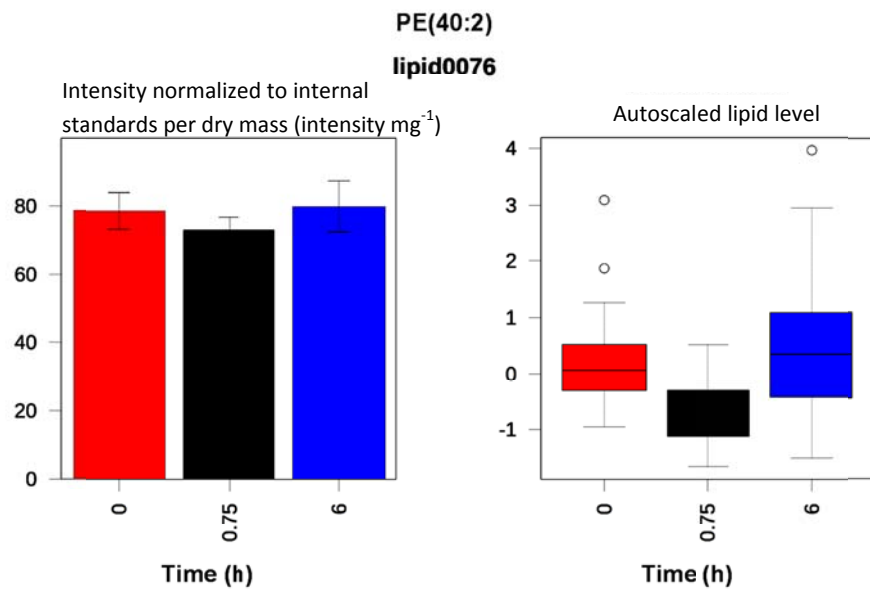 PE(40:2)
lipid0076
Intensity normalized to internal
standards per dry mass (intensity mg⁻¹)
80
60
40
20
0
0
0.75
6
Time (h)
Autoscaled lipid level
4
3
2
1
0
-1
0
0.75
6
Time (h)